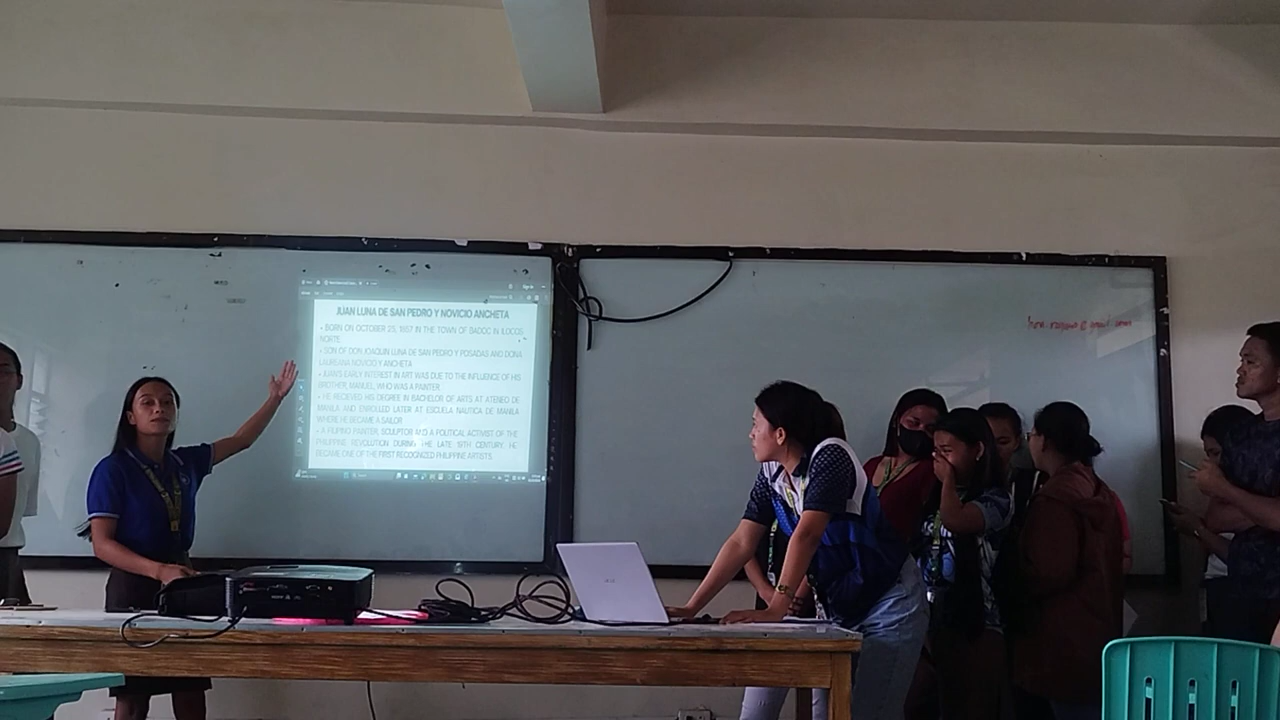 JUAN LUNA DE SAN PEDRO Y NOVICIO ANCHETA
• BORN ON OCTOBER 23, 1857 IN THE TOWN OF BADOC IN ILOCOS
NORTE.
• SON OF DON JOAQUIN LUNA DE SAN PEDRO Y POSADAS AND DONA
LAUREANA NOVICIO Y ANCHETA
• JUAN'S EARLY INTEREST IN ART WAS DUE TO THE INFLUENCE OF HIS
BROTHER, MANUEL, WHO WAS A PAINTER.
• HE RECIEVED HIS DEGREE IN BACHELOR OF ARTS AT ATENEO DE
MANILA AND ENROLLED LATER AT ESCUELA NAUTICA DE MANILA
WHERE HE BECAME A SAILOR
• A FILIPINO PAINTER, SCULPTOR AND A POLITICAL ACTIVIST OF THE
PHILIPPINE REVOLUTION DURING THE LATE 19TH CENTURY. HE
BECAME ONE OF THE FIRST RECOGNIZED PHILIPPINE ARTISTS.